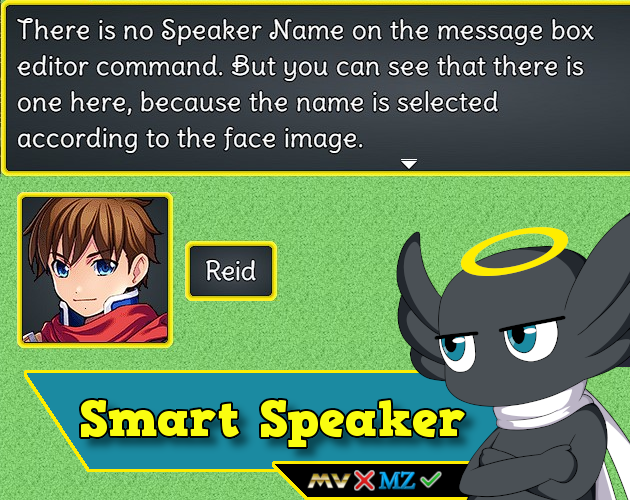 There is no Speaker Name on the message box
editor command. But you can see that there is
one here, because the name is selected
according to the face image.
Reid
Smart Speaker
MV MZ